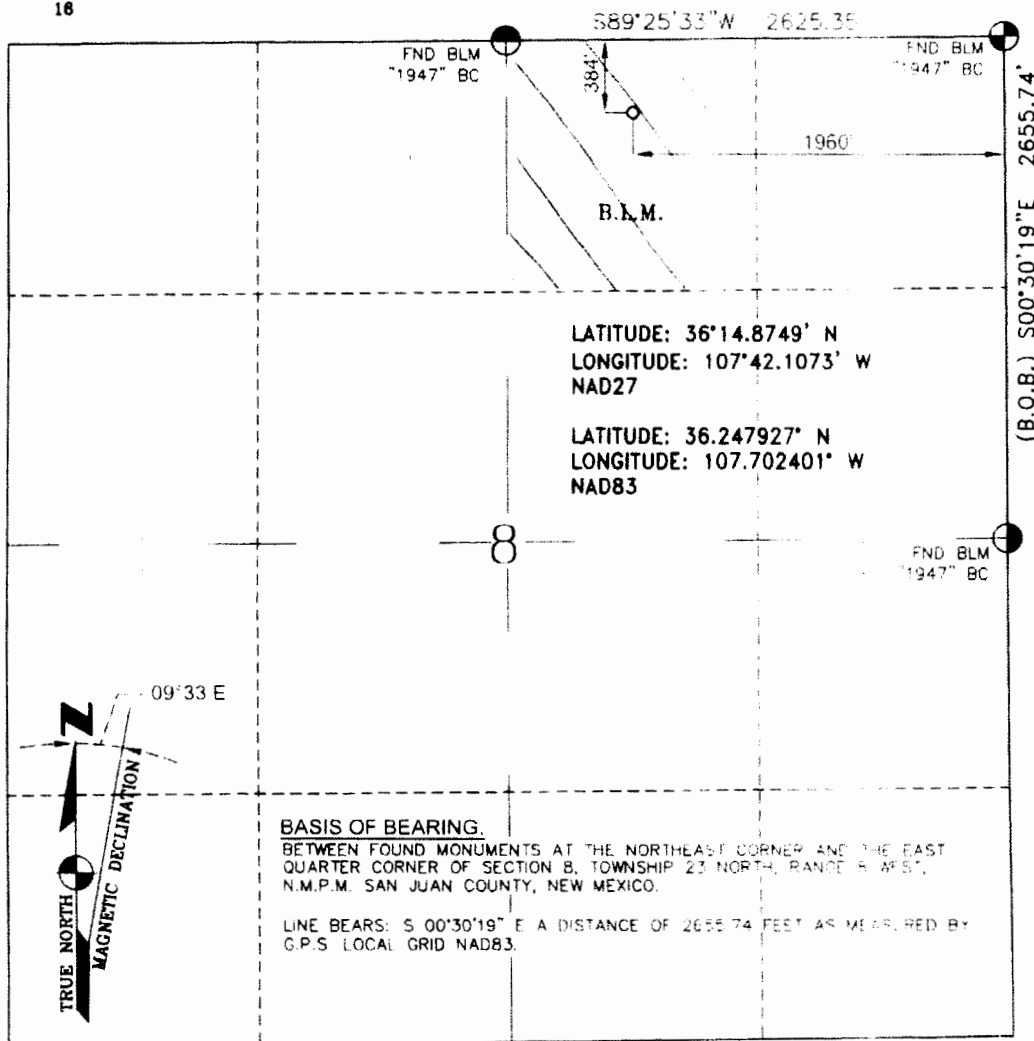 16
S89°25'33"W 2625.35
FND BLM
"1947" BC
384'
FND BLM
"1947" BC
1960'
(B.O.B.) S00°30'19"E 2655.74'
B.L.M.
LATITUDE: 36°14.8749' N
LONGITUDE: 107°42.1073' W
NAD27
LATITUDE: 36.247927° N
LONGITUDE: 107.702401° W
NAD83
8
FND BLM
"1947" BC
09°33 E
N
TRUE NORTH
MAGNETIC DECLINATION
BASIS OF BEARING.
BETWEEN FOUND MONUMENTS AT THE NORTHEAST CORNER AND THE EAST
QUARTER CORNER OF SECTION 8, TOWNSHIP 23 NORTH, RANGE 8 WEST,
N.M.P.M. SAN JUAN COUNTY, NEW MEXICO.
LINE BEARS: S 00°30'19" E A DISTANCE OF 2655.74 FEET AS MEASURED BY
G.P.S LOCAL GRID NAD83.